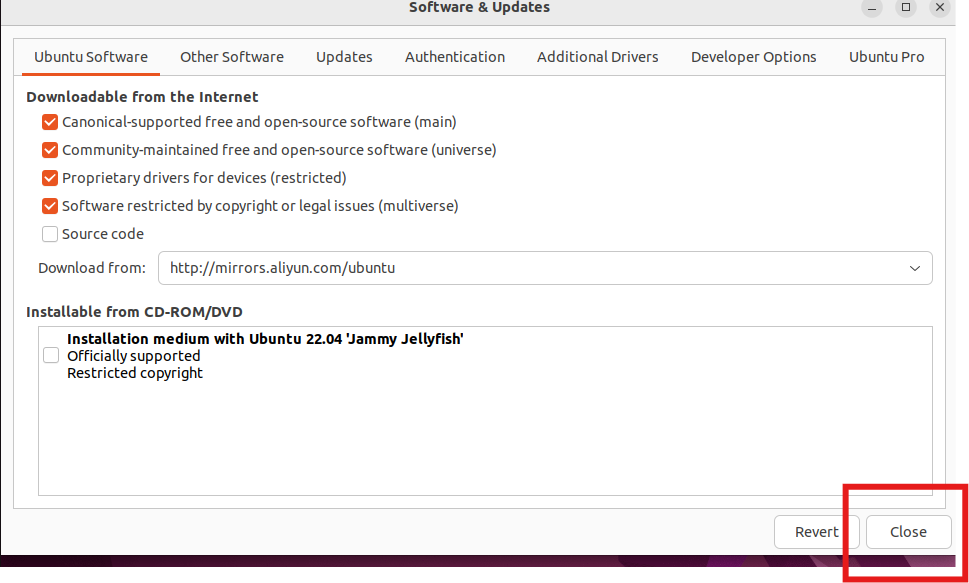 Software & Updates
Ubuntu Software Other Software Updates Authentication Additional Drivers Developer Options Ubuntu Pro
Downloadable from the Internet
Canonical-supported free and open-source software (main)
Community-maintained free and open-source software (universe)
Proprietary drivers for devices (restricted)
Software restricted by copyright or legal issues (multiverse)
Source code
Download from: http://mirrors.aliyun.com/ubuntu
Installable from CD-ROM/DVD
Installation medium with Ubuntu 22.04 'Jammy Jellyfish'
Officially supported
Restricted copyright
Revert Close